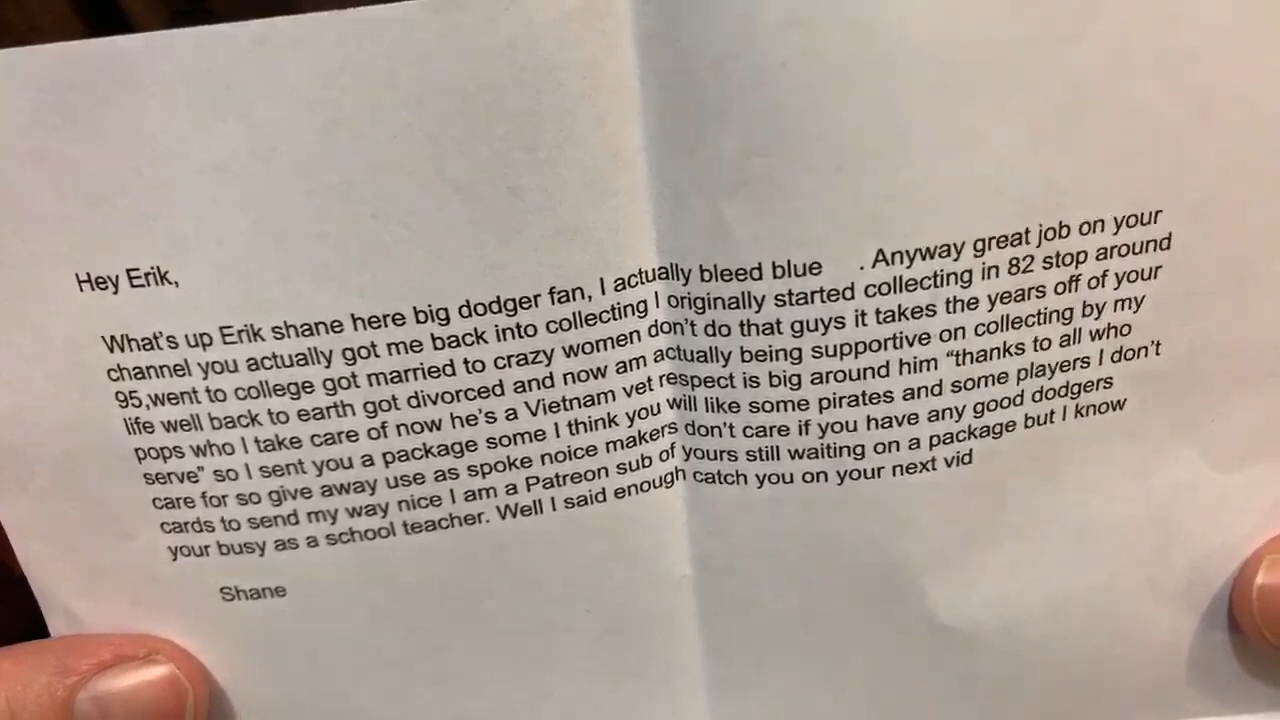 Hey Erik,
What's up Erik shane here big dodger fan, I actually bleed blue . Anyway great job on your
channel you actually got me back into collecting I originally started collecting in 82 stop around
95,went to college got married to crazy women don't do that guys it takes the years off of your
life well back to earth got divorced and now am actually being supportive on collecting by my
pops who I take care of now he's a Vietnam vet respect is big around him “thanks to all who
serve” so I sent you a package some I think you will like some pirates and some players I don't
care for so give away use as spoke noice makers don't care if you have any good dodgers
cards to send my way nice I am a Patreon sub of yours still waiting on a package but I know
your busy as a school teacher. Well I said enough catch you on your next vid
Shane